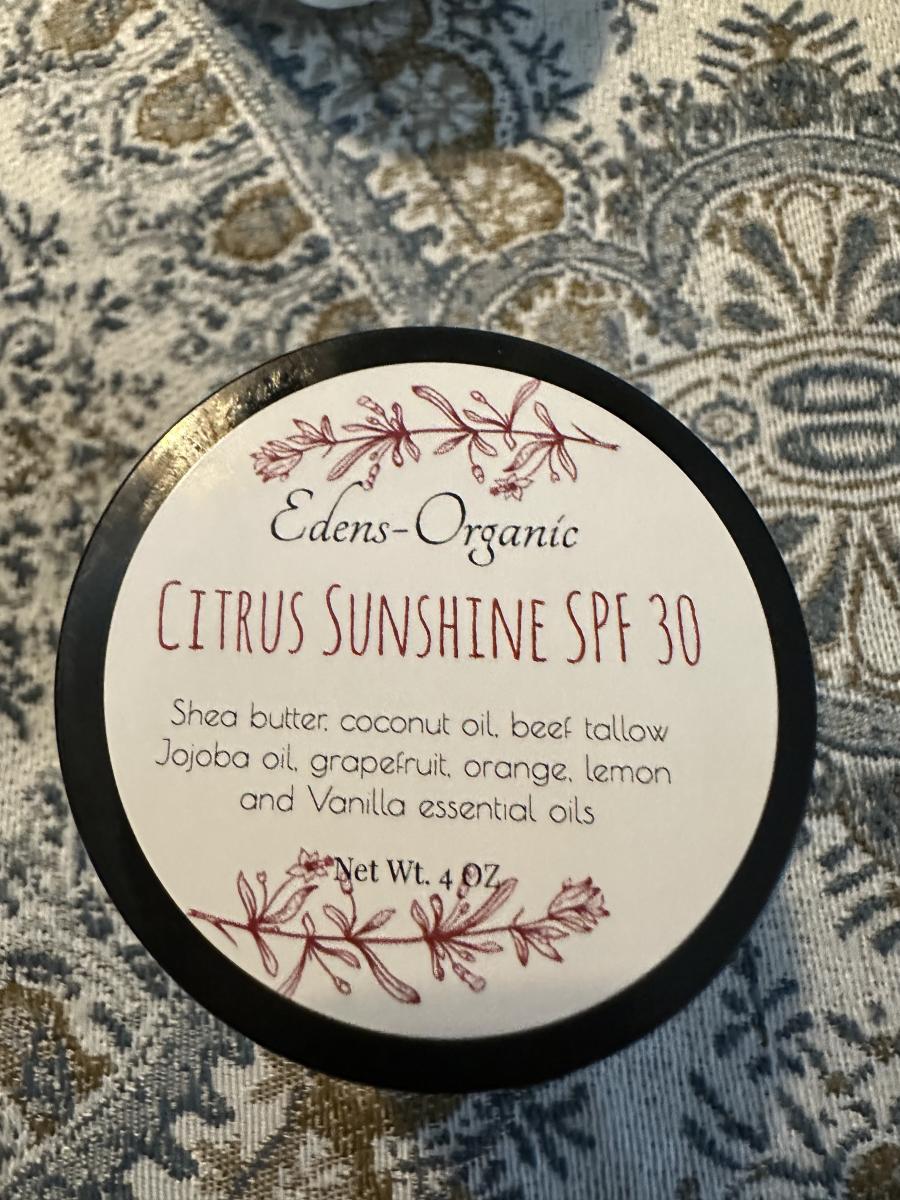 Edens-Organic
CITRUS SUNSHINE SPF 30
Shea butter, coconut oil, beef tallow
Jojoba oil, grapefruit, orange, lemon
and Vanilla essential oils
Net Wt. 4 OZ